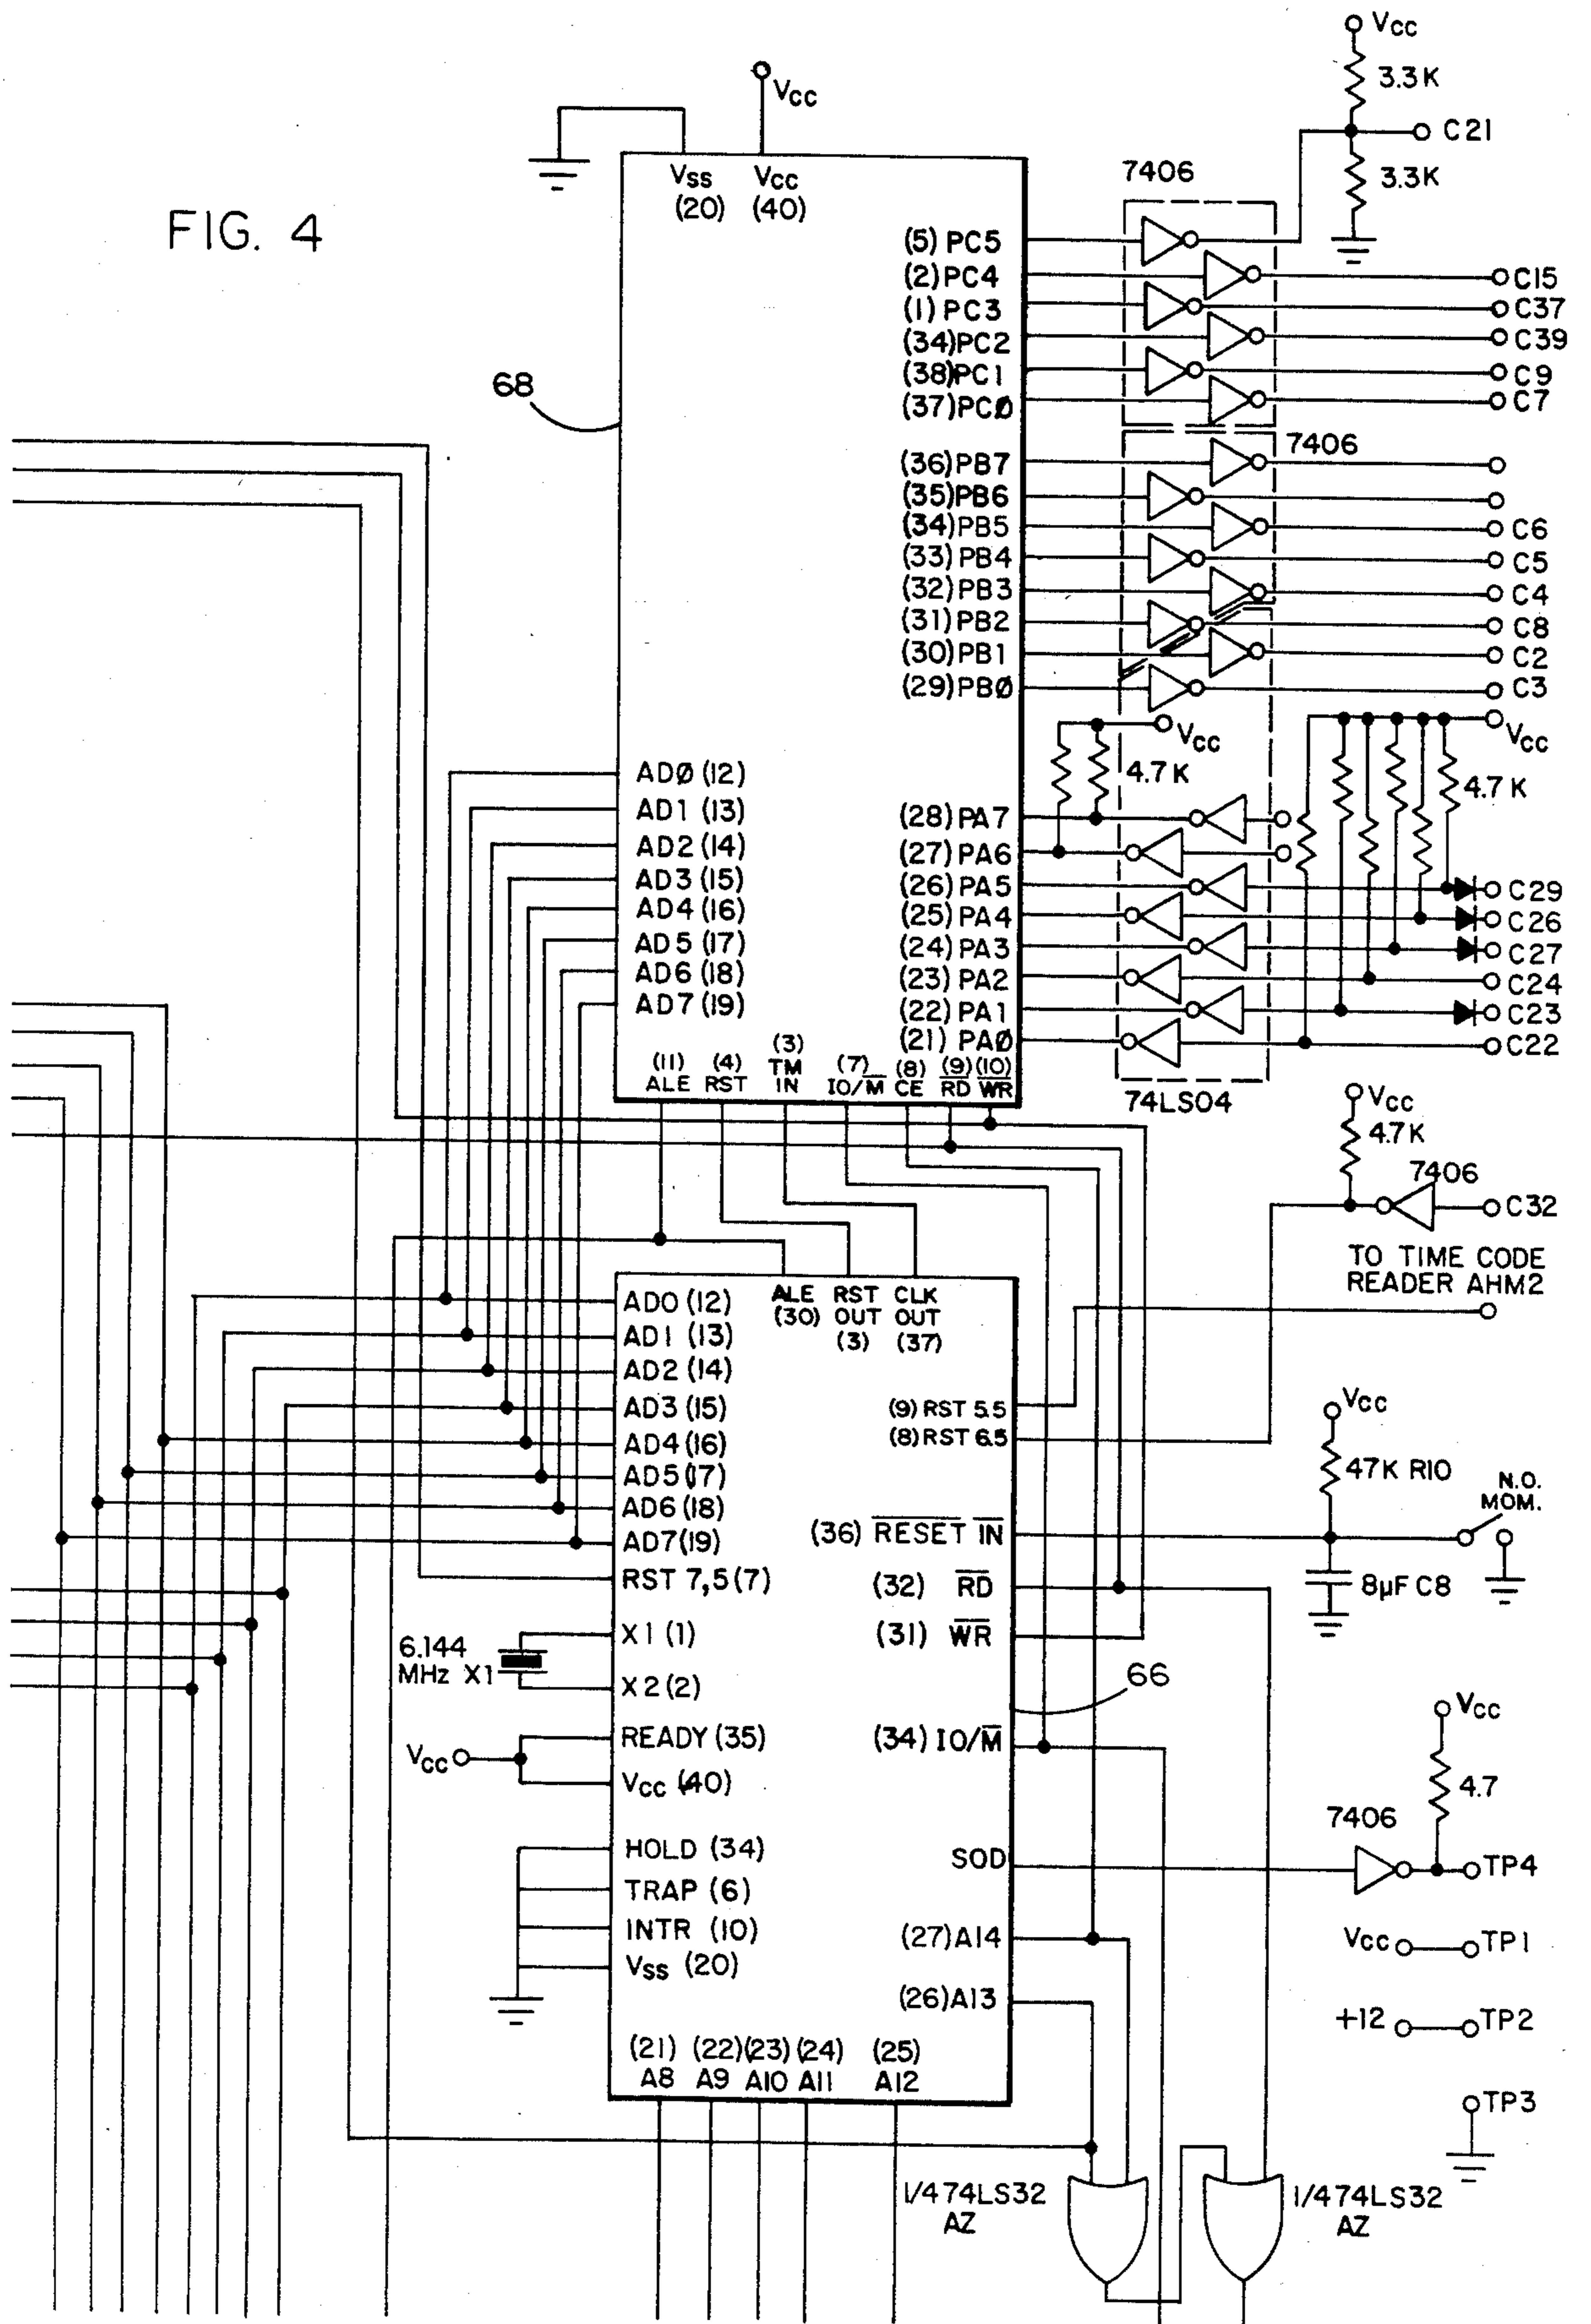 FIG. 4
Vcc
3.3K
C21
3.3K
Vcc
Vss
(20)
Vcc
(40)
7406
68
(5) PC5
(2) PC4
(1) PC3
(34)PC2
(38)PC1
(37)PCØ
C15
C37
C39
C9
C7
7406
(36) PB7
(35)PB6
(34) PB5
(33) PB4
(32) PB3
(31) PB2
(30) PB1
(29) PBØ
C6
C5
C4
C8
C2
C3
Vcc
4.7 K
Vcc
4.7 K
ADØ (12)
AD1 (13)
AD2 (14)
AD3 (15)
AD4 (16)
AD5 (17)
AD6 (18)
AD7 (19)
(28) PA7
(27) PA6
(26) PA5
(25) PA4
(24) PA3
(23) PA2
(22) PA1
(21) PAØ
C29
C26
C27
C24
C23
C22
(11)
ALE
(4)
RST
(3)
TM
IN
(7)
IO/M̅
(8)
CE
(9)
R̅D̅
(10)
W̅R̅
74LS04
Vcc
4.7K
7406
C32
TO TIME CODE
READER AHM2
ALE
(30)
RST
OUT
(3)
CLK
OUT
(37)
AD0 (12)
AD1 (13)
AD2 (14)
AD3 (15)
AD4 (16)
AD5 (17)
AD6 (18)
AD7(19)
RST 7,5 (7)
X1 (1)
X2 (2)
6.144
MHz X1
READY (35)
Vcc (40)
Vcc
HOLD (34)
TRAP (6)
INTR (10)
Vss (20)
(9) RST 5.5
(8) RST 6.5
Vcc
47K R10
N.O.
MOM.
8µF C8
(36) R̅E̅S̅E̅T̅ I̅N̅
(32) R̅D̅
(31) W̅R̅
66
(34) IO/M̅
SOD
(27) A14
(26) A13
Vcc
4.7
7406
TP4
Vcc TP1
+12 TP2
TP3
(21)
A8
(22)
A9
(23)
A10
(24)
A11
(25)
A12
1/474LS32
AZ
1/474LS32
AZ